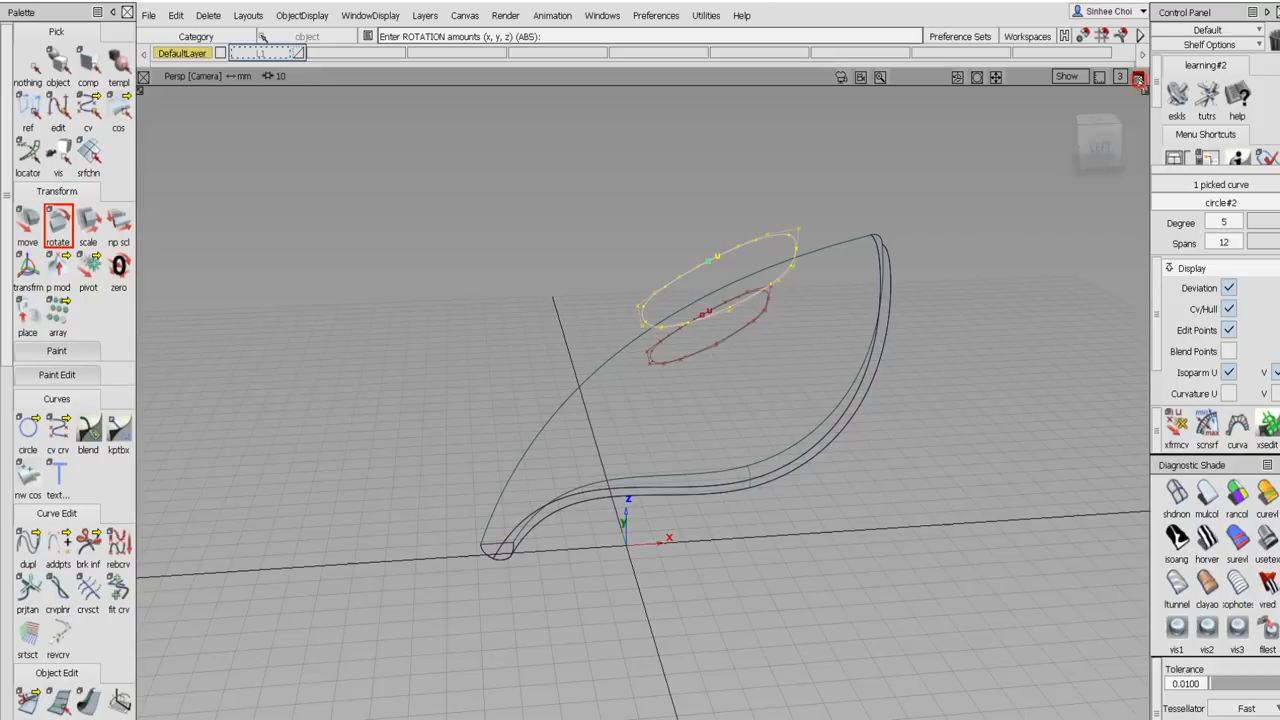 Palette
File Edit Delete Layouts ObjectDisplay WindowDisplay Layers Canvas Render Animation Windows Preferences Utilities Help
Sinhee Choi
Control Panel
Pick
Category
object
Enter ROTATION amounts (x, y, z),(ABS):
Preference Sets
Workspaces
Default
Shelf Options
DefaultLayer
L1
learning#2
Persp [Camera]
mm
10
Show
3
nothing object comp templ
eskls tutrs help
ref edit cv cos
Menu Shortcuts
LEFT
locator vis srfchn
Transform
1 picked curve
circle#2
move rotate scale np scl
Degree 5
Spans 12
Display
transfrm p mod pivot zero
Deviation
Cv/Hull
place array
Edit Points
Blend Points
Paint
Isoparm U V
Paint Edit
Curvature U
Curves
circle cv crv blend kptbx
xfrmcv scnsrf curva xsedit
nw cos text...
Diagnostic Shade
Curve Edit
shdnon mulcol rancol curevl
dupl addpts brk inf rebcrv
isoang horver surevl usetex
prjtan crvplnr crvsct fit crv
ltunnel clayao sophotes vred
srtsct revcrv
vis1 vis2 vis3 filest
Object Edit
Tolerance
0.0100
Tessellator Fast
u
u
z
y
x